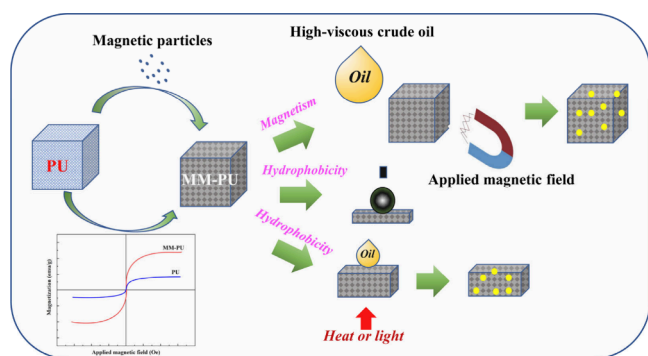 Magnetic particles
High-viscous crude oil
Oil
PU
MM-PU
Magnetism
Hydrophobicity
Hydrophobicity
Applied magnetic field
Oil
Heat or light
MM-PU
PU
Magnetization (emu/g)
Applied magnetic field (Oe)